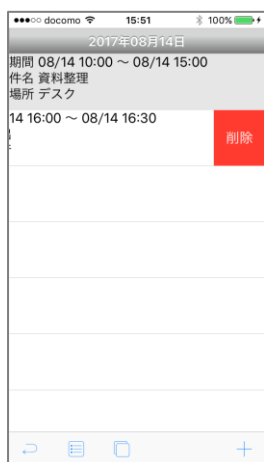 docomo 15:51 100%
2017年08月14日
期間 08/14 10:00 ～ 08/14 15:00
件名 資料整理
場所 デスク
14 16:00 ～ 08/14 16:30
削除